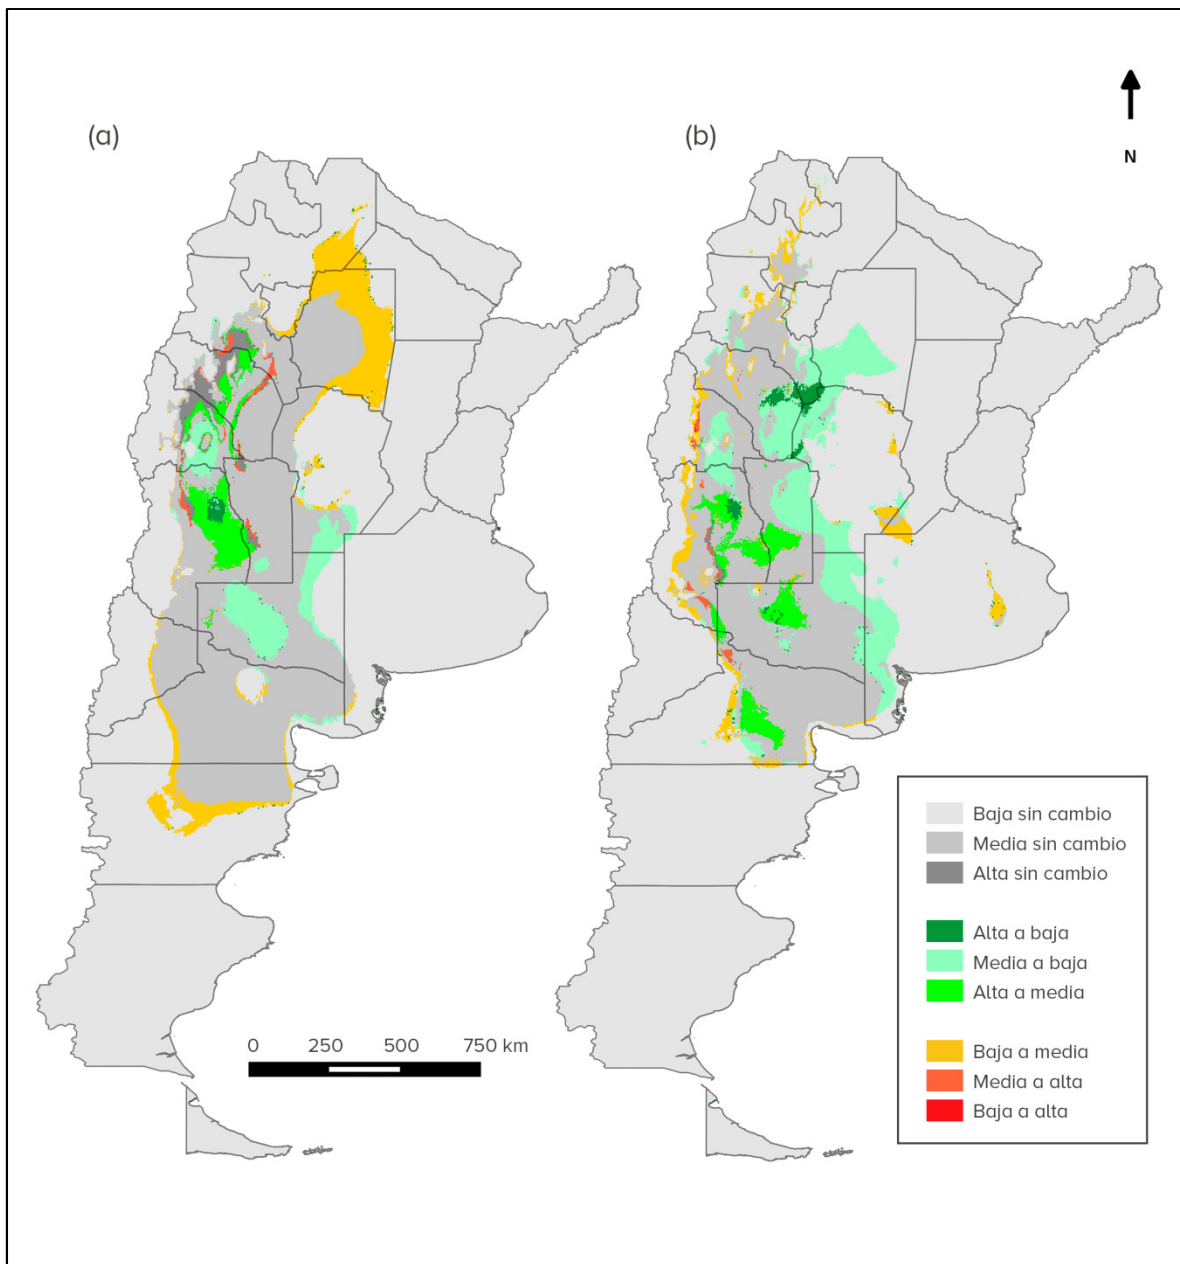 (a)
(b)
N
0 250 500 750 km
Baja sin cambio
Media sin cambio
Alta sin cambio
Alta a baja
Media a baja
Alta a media
Baja a media
Media a alta
Baja a alta